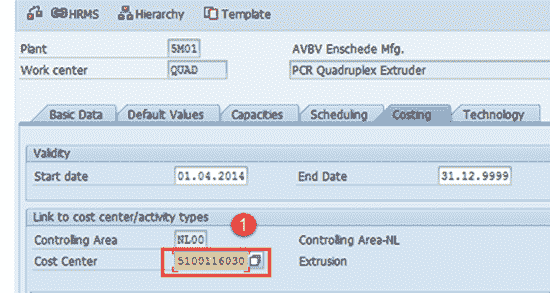 HRMS Hierarchy Template
Plant 5M01 AVBV Enschede Mfg.
Work center QUAD PCR Quadruplex Extruder
Basic Data Default Values Capacities Scheduling Costing Technology
Validity
Start date 01.04.2014 End Date 31.12.9999
Link to cost center/activity types
1
Controlling Area NL00 Controlling Area-NL
Cost Center 5109116030 Extrusion